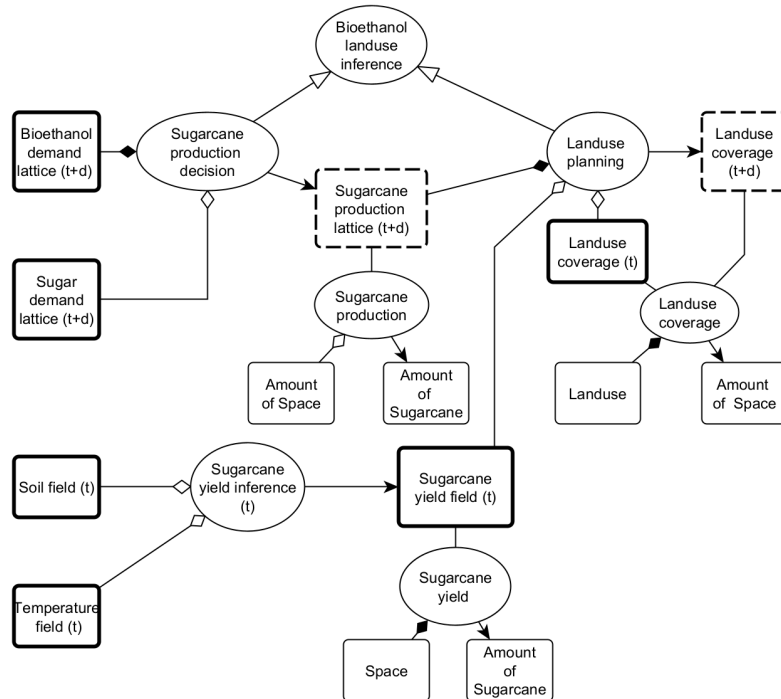 Bioethanol
landuse
inference
Bioethanol
demand
lattice (t+d)
Sugarcane
production
decision
Landuse
planning
Landuse
coverage
(t+d)
Sugarcane
production
lattice (t+d)
Landuse
coverage (t)
Sugar
demand
lattice (t+d)
Sugarcane
production
Landuse
coverage
Amount
of Space
Amount
of
Sugarcane
Landuse
Amount
of Space
Soil field (t)
Sugarcane
yield inference
(t)
Sugarcane
yield field (t)
Temperature
field (t)
Sugarcane
yield
Space
Amount
of
Sugarcane